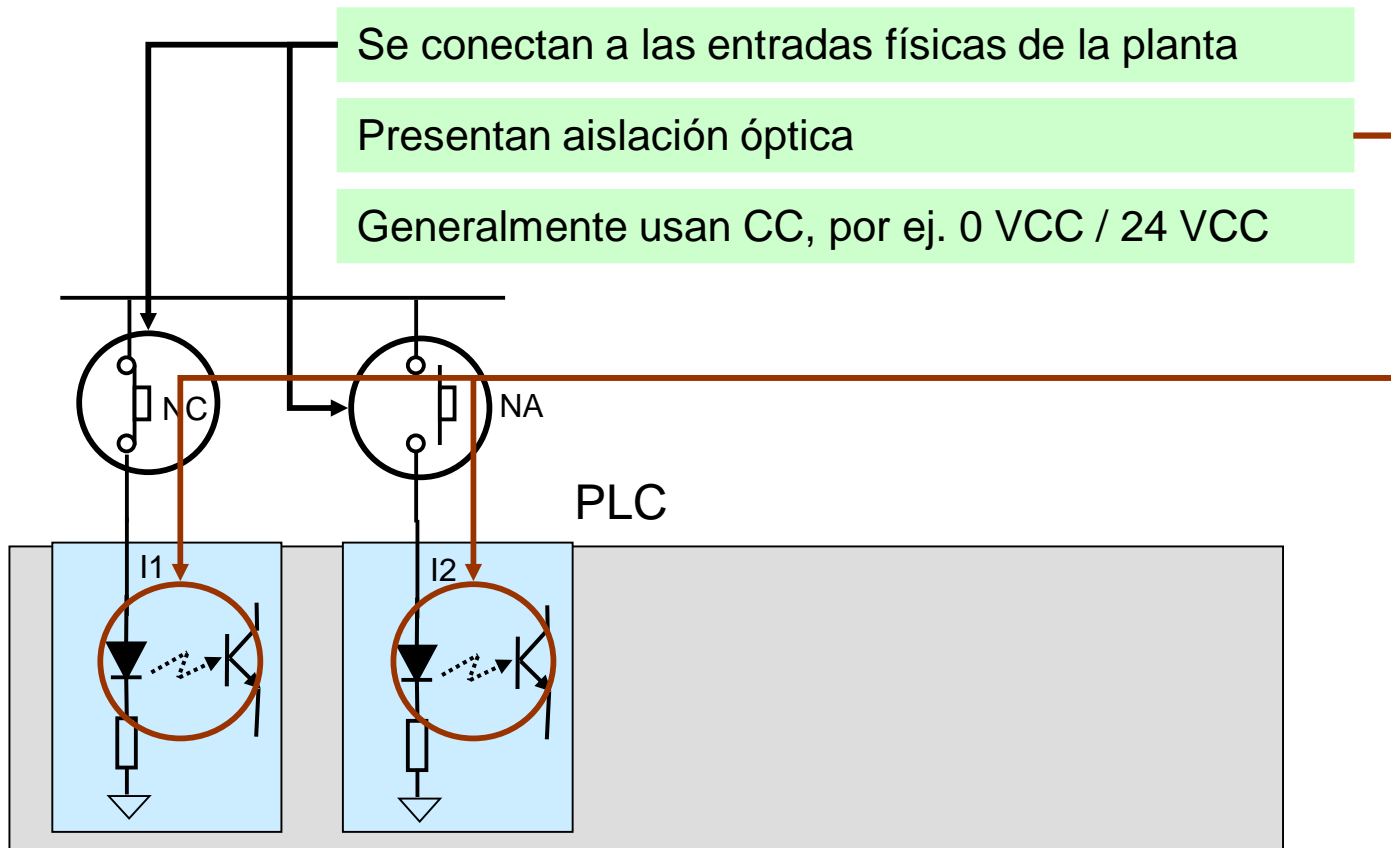 Se conectan a las entradas físicas de la planta
Presentan aislación óptica
Generalmente usan CC, por ej. 0 VCC / 24 VCC
NC
NA
PLC
I1
I2